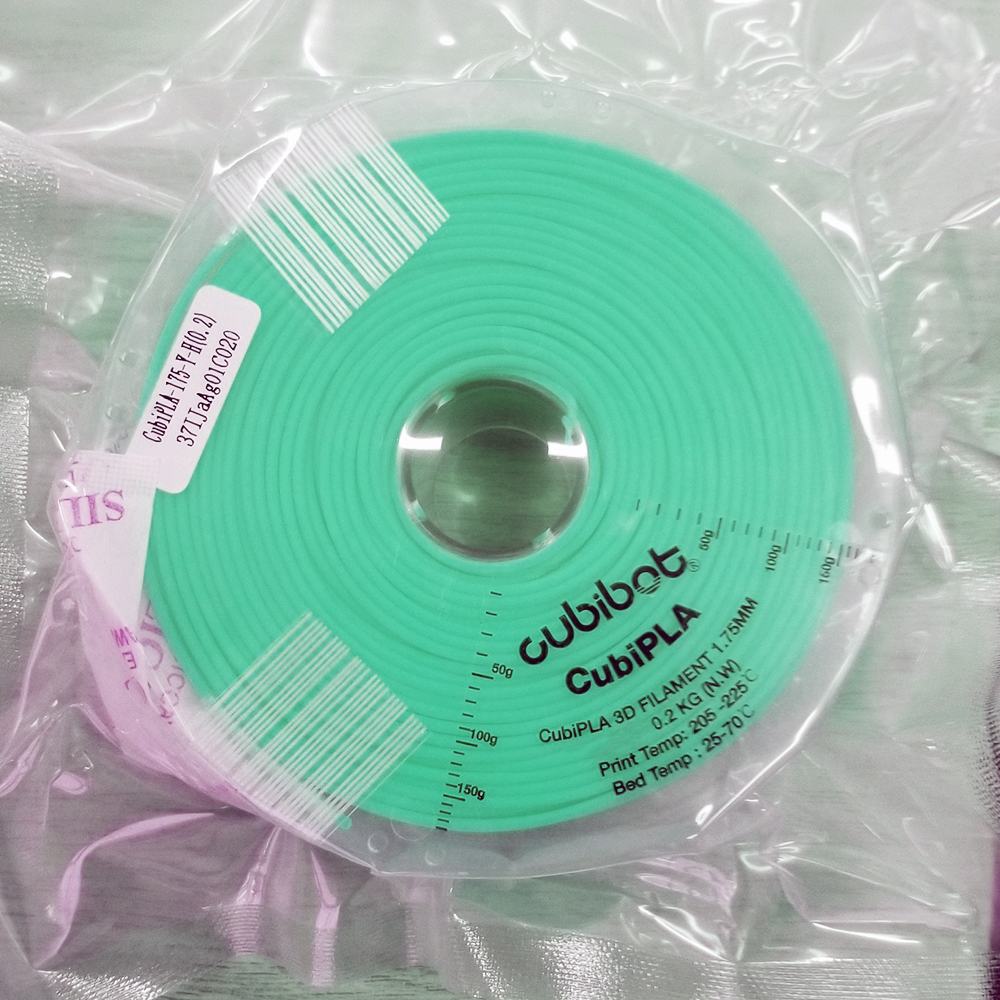 CubiPLA-175-Y-H(0.2)
37IJaAg01C020
SII
50g
100g
150g
cubibot®
CubiPLA
CubiPLA 3D FILAMENT 1.75MM
0.2 KG (N.W)
Print Temp: 205 -225℃
Bed Temp : 25-70℃
50g
100g
150g